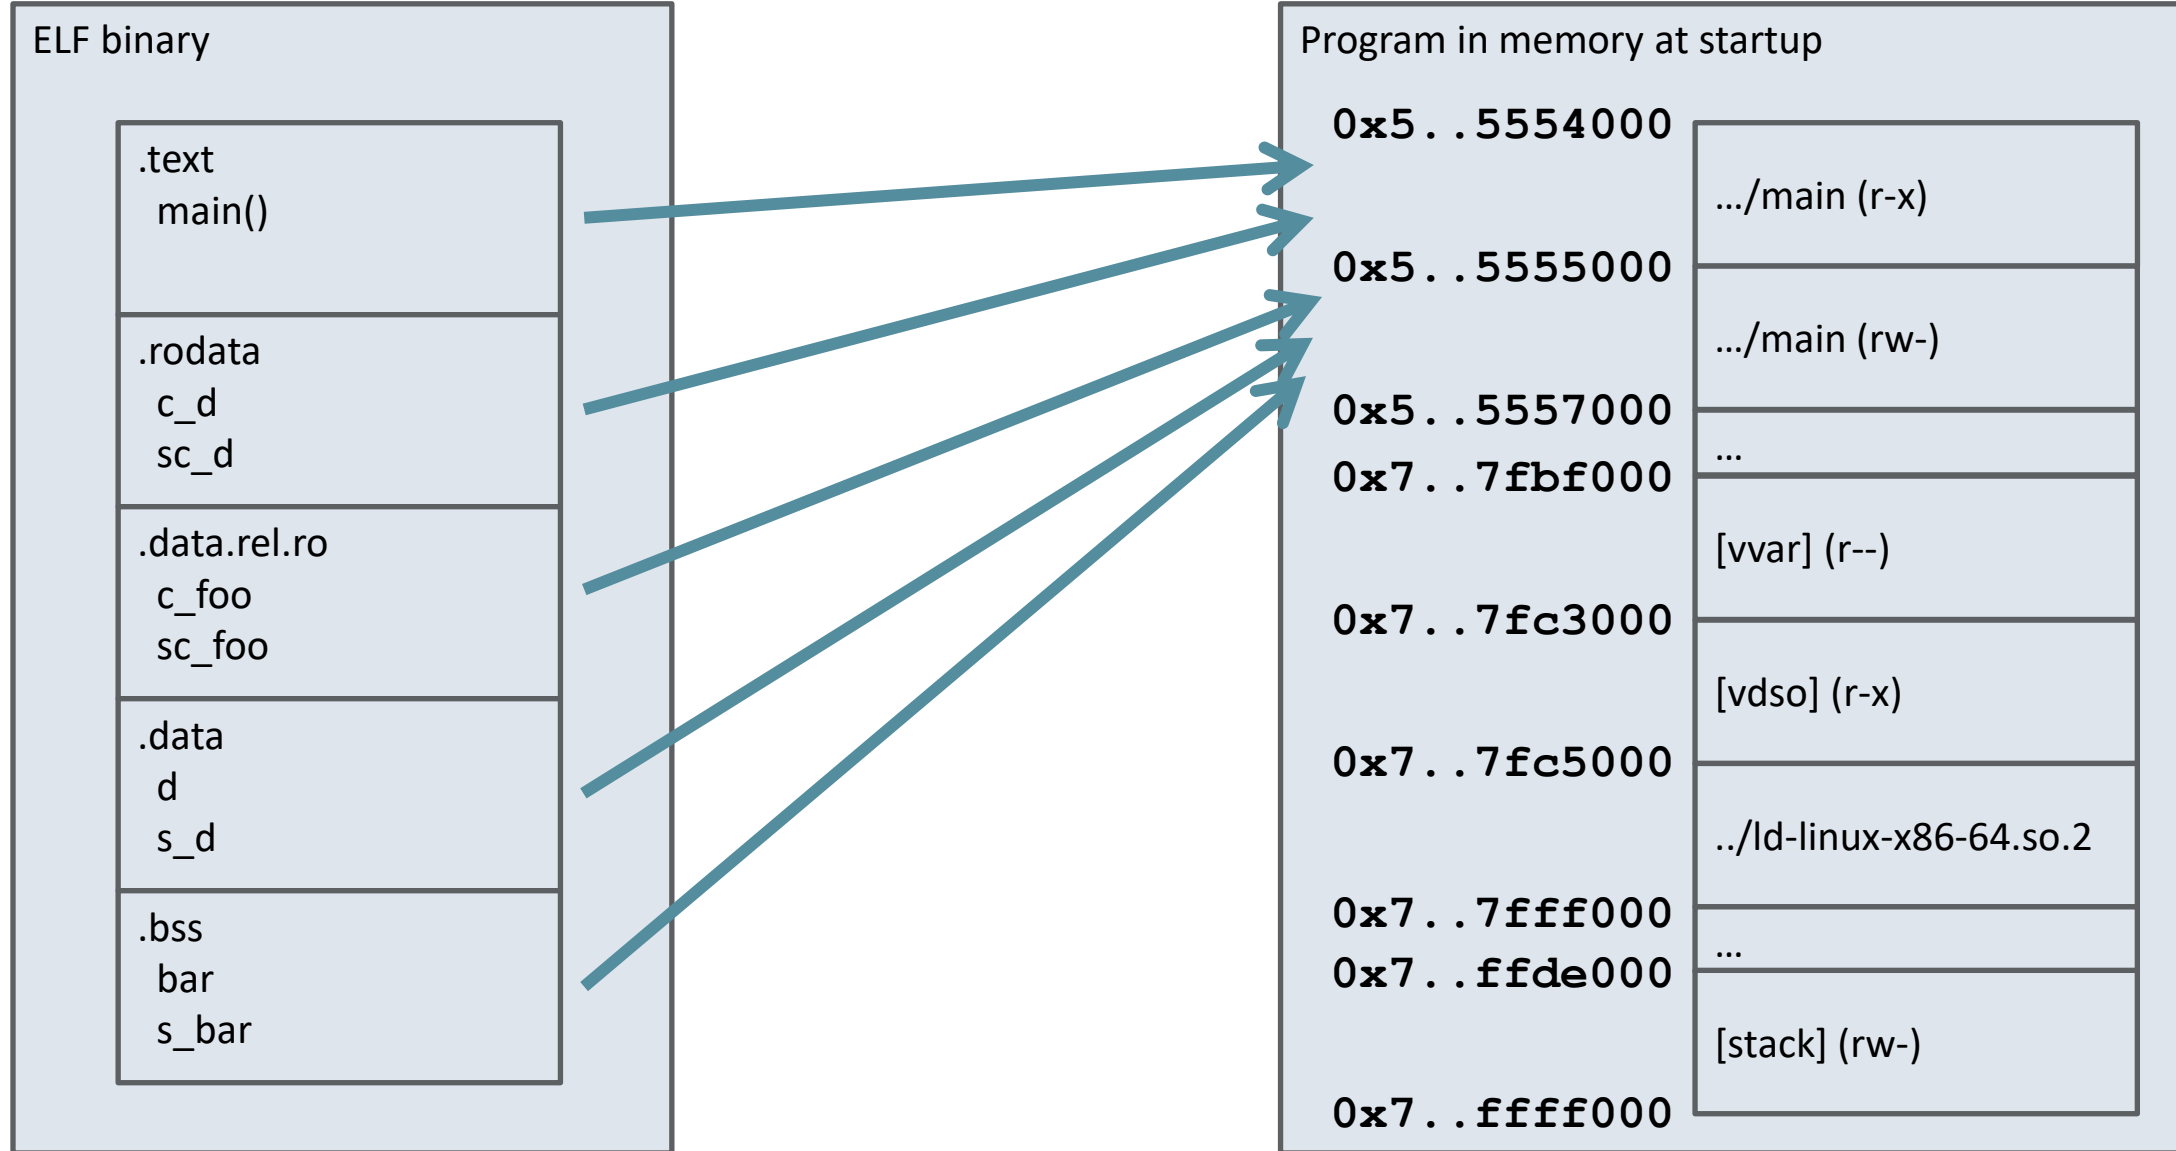 ELF binary
.text
main()
.rodata
c_d
sc_d
.data.rel.ro
c_foo
sc_foo
.data
d
s_d
.bss
bar
s_bar
Program in memory at startup
0x5..5554000
…/main (r-x)
0x5..5555000
…/main (rw-)
0x5..5557000
…
0x7..7fbf000
[vvar] (r--)
0x7..7fc3000
[vdso] (r-x)
0x7..7fc5000
../ld-linux-x86-64.so.2
0x7..7fff000
…
0x7..ffde000
[stack] (rw-)
0x7..ffff000